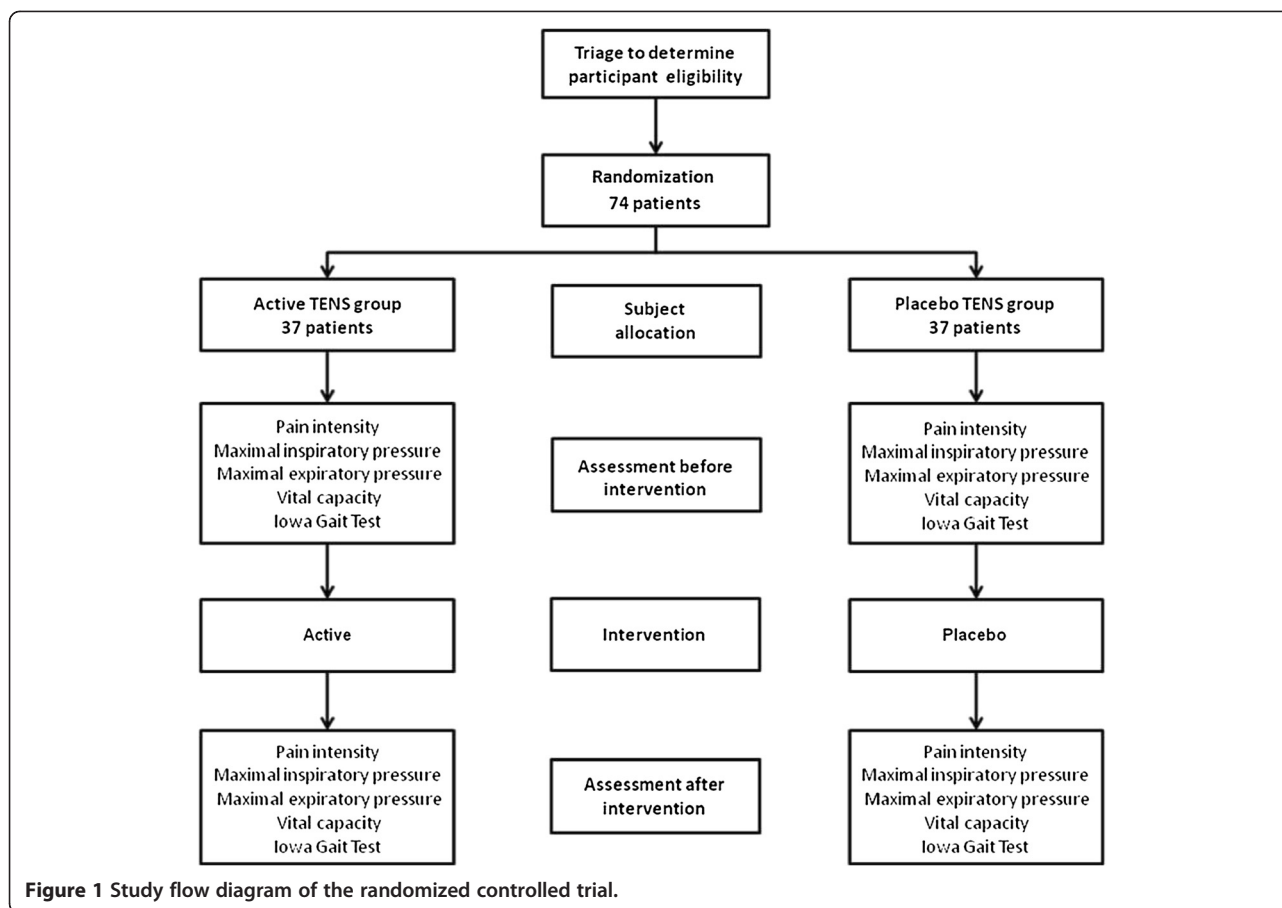 Triage to determine
participant eligibility
Randomization
74 patients
Active TENS group
37 patients
Subject
allocation
Placebo TENS group
37 patients
Pain intensity
Maximal inspiratory pressure
Maximal expiratory pressure
Vital capacity
Iowa Gait Test
Assessment before
intervention
Pain intensity
Maximal inspiratory pressure
Maximal expiratory pressure
Vital capacity
Iowa Gait Test
Active
Intervention
Placebo
Pain intensity
Maximal inspiratory pressure
Maximal expiratory pressure
Vital capacity
Iowa Gait Test
Assessment after
intervention
Pain intensity
Maximal inspiratory pressure
Maximal expiratory pressure
Vital capacity
Iowa Gait Test
Figure 1 Study flow diagram of the randomized controlled trial.